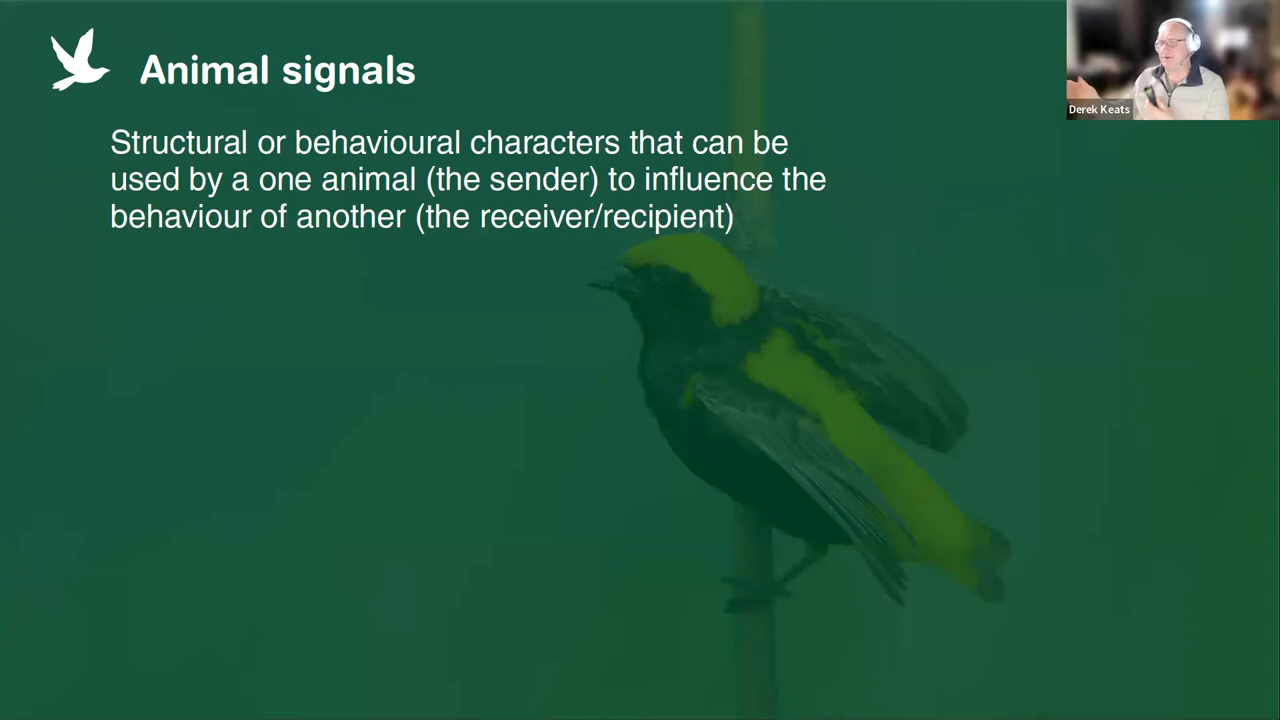 Animal signals
Structural or behavioural characters that can be
used by a one animal (the sender) to influence the
behaviour of another (the receiver/recipient)
Derek Keats